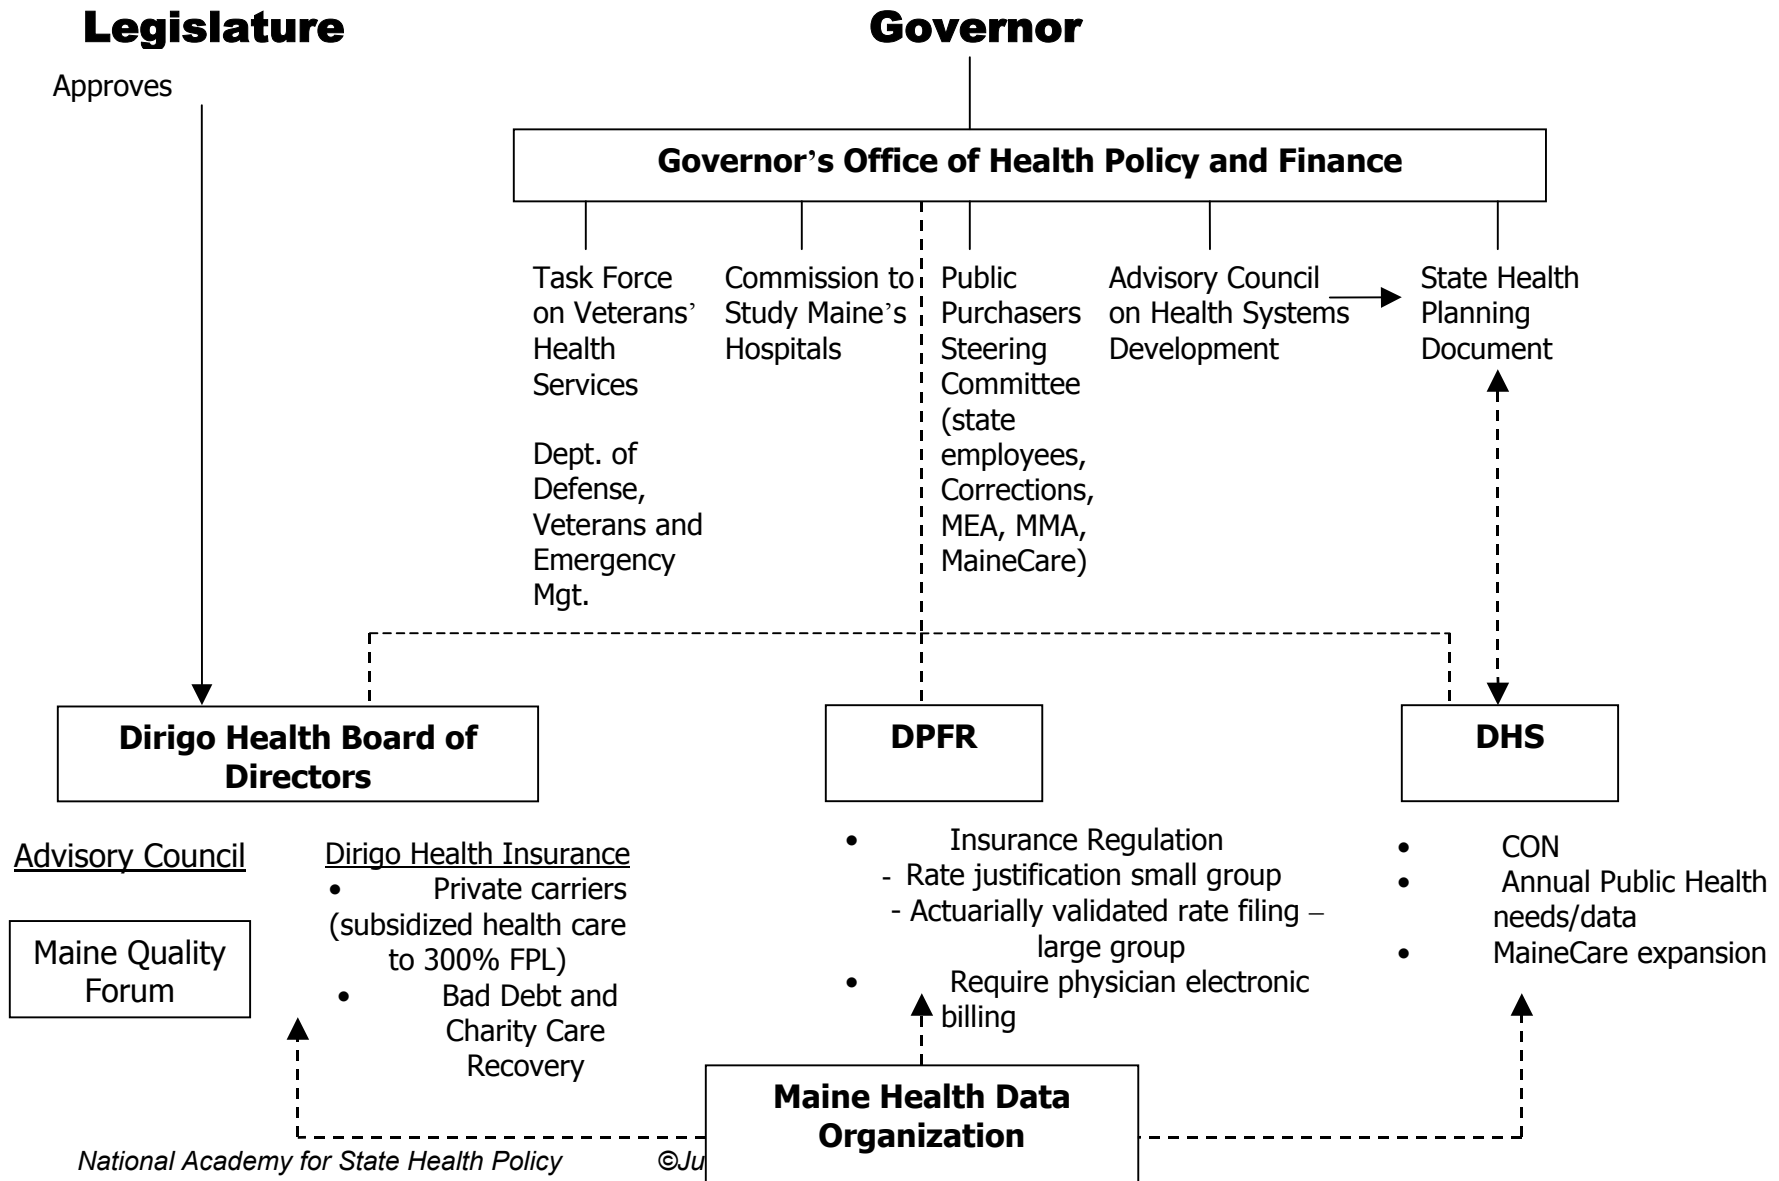 Legislature
Governor
Approves
Governor’s Office of Health Policy and Finance
Task Force
on Veterans’
Health
Services
Dept. of
Defense,
Veterans and
Emergency
Mgt.
Commission to
Study Maine’s
Hospitals
Public
Purchasers
Steering
Committee
(state
employees,
Corrections,
MEA, MMA,
MaineCare)
Advisory Council
on Health Systems
Development
State Health
Planning
Document
Dirigo Health Board of
Directors
DPFR
DHS
Advisory Council
Maine Quality
Forum
Dirigo Health Insurance
• Private carriers
(subsidized health care
to 300% FPL)
• Bad Debt and
Charity Care
Recovery
• Insurance Regulation
- Rate justification small group
- Actuarially validated rate filing –
large group
• Require physician electronic
billing
• CON
• Annual Public Health
needs/data
• MaineCare expansion
Maine Health Data
Organization
National Academy for State Health Policy ©Ju